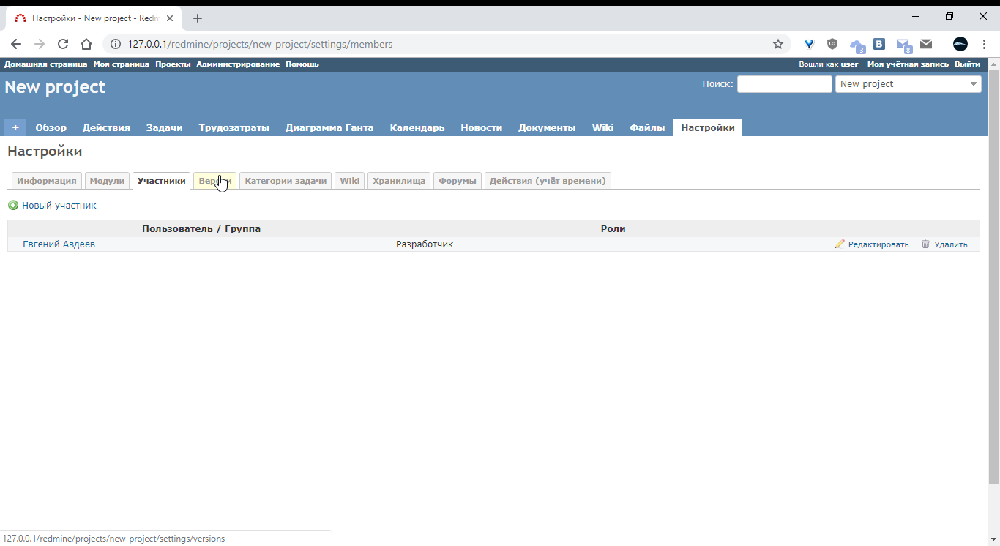 Настройки - New project - Redm
127.0.0.1/redmine/projects/new-project/settings/members
-3
B
8
Домашняя страница Моя страница Проекты Администрирование Помощь
Вошли как user Моя учётная запись Выйти
New project
Поиск:
New project
+ Обзор Действия Задачи Трудозатраты Диаграмма Ганта Календарь Новости Документы Wiki Файлы Настройки
Настройки
Информация Модули Участники Категории задачи Wiki Хранилища Форумы Действия (учёт времени)
Новый участник
Пользователь / Группа Роли
Евгений Авдеев Разработчик Редактировать Удалить
127.0.0.1/redmine/projects/new-project/settings/versions